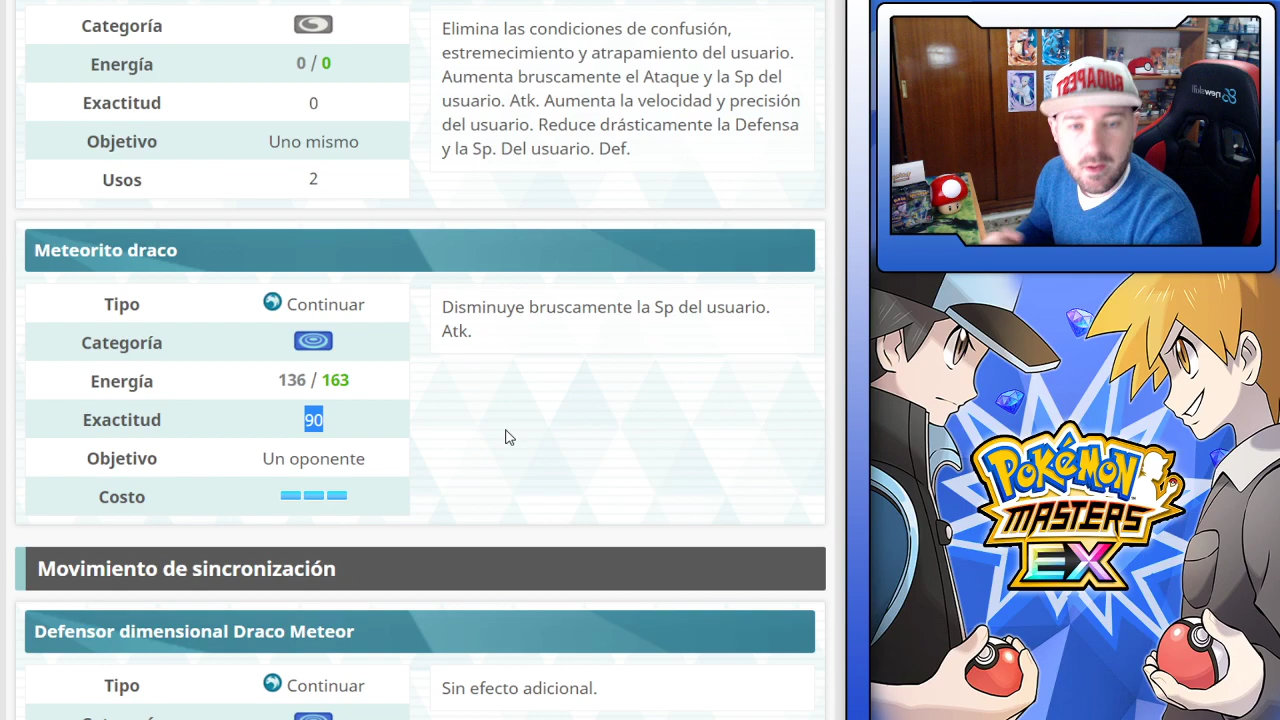 Categoría
Energía 0 / 0
Exactitud 0
Objetivo Uno mismo
Usos 2
Elimina las condiciones de confusión,
estremecimiento y atrapamiento del usuario.
Aumenta bruscamente el Ataque y la Sp del
usuario. Atk. Aumenta la velocidad y precisión
del usuario. Reduce drásticamente la Defensa
y la Sp. Del usuario. Def.
Meteorito draco
Tipo Continuar
Categoría
Energía 136 / 163
Exactitud 90
Objetivo Un oponente
Costo
Disminuye bruscamente la Sp del usuario.
Atk.
Movimiento de sincronización
Defensor dimensional Draco Meteor
Tipo Continuar
Categoría
Sin efecto adicional.
BUDAPEST
newskill
POKéMON
MASTERS
EX